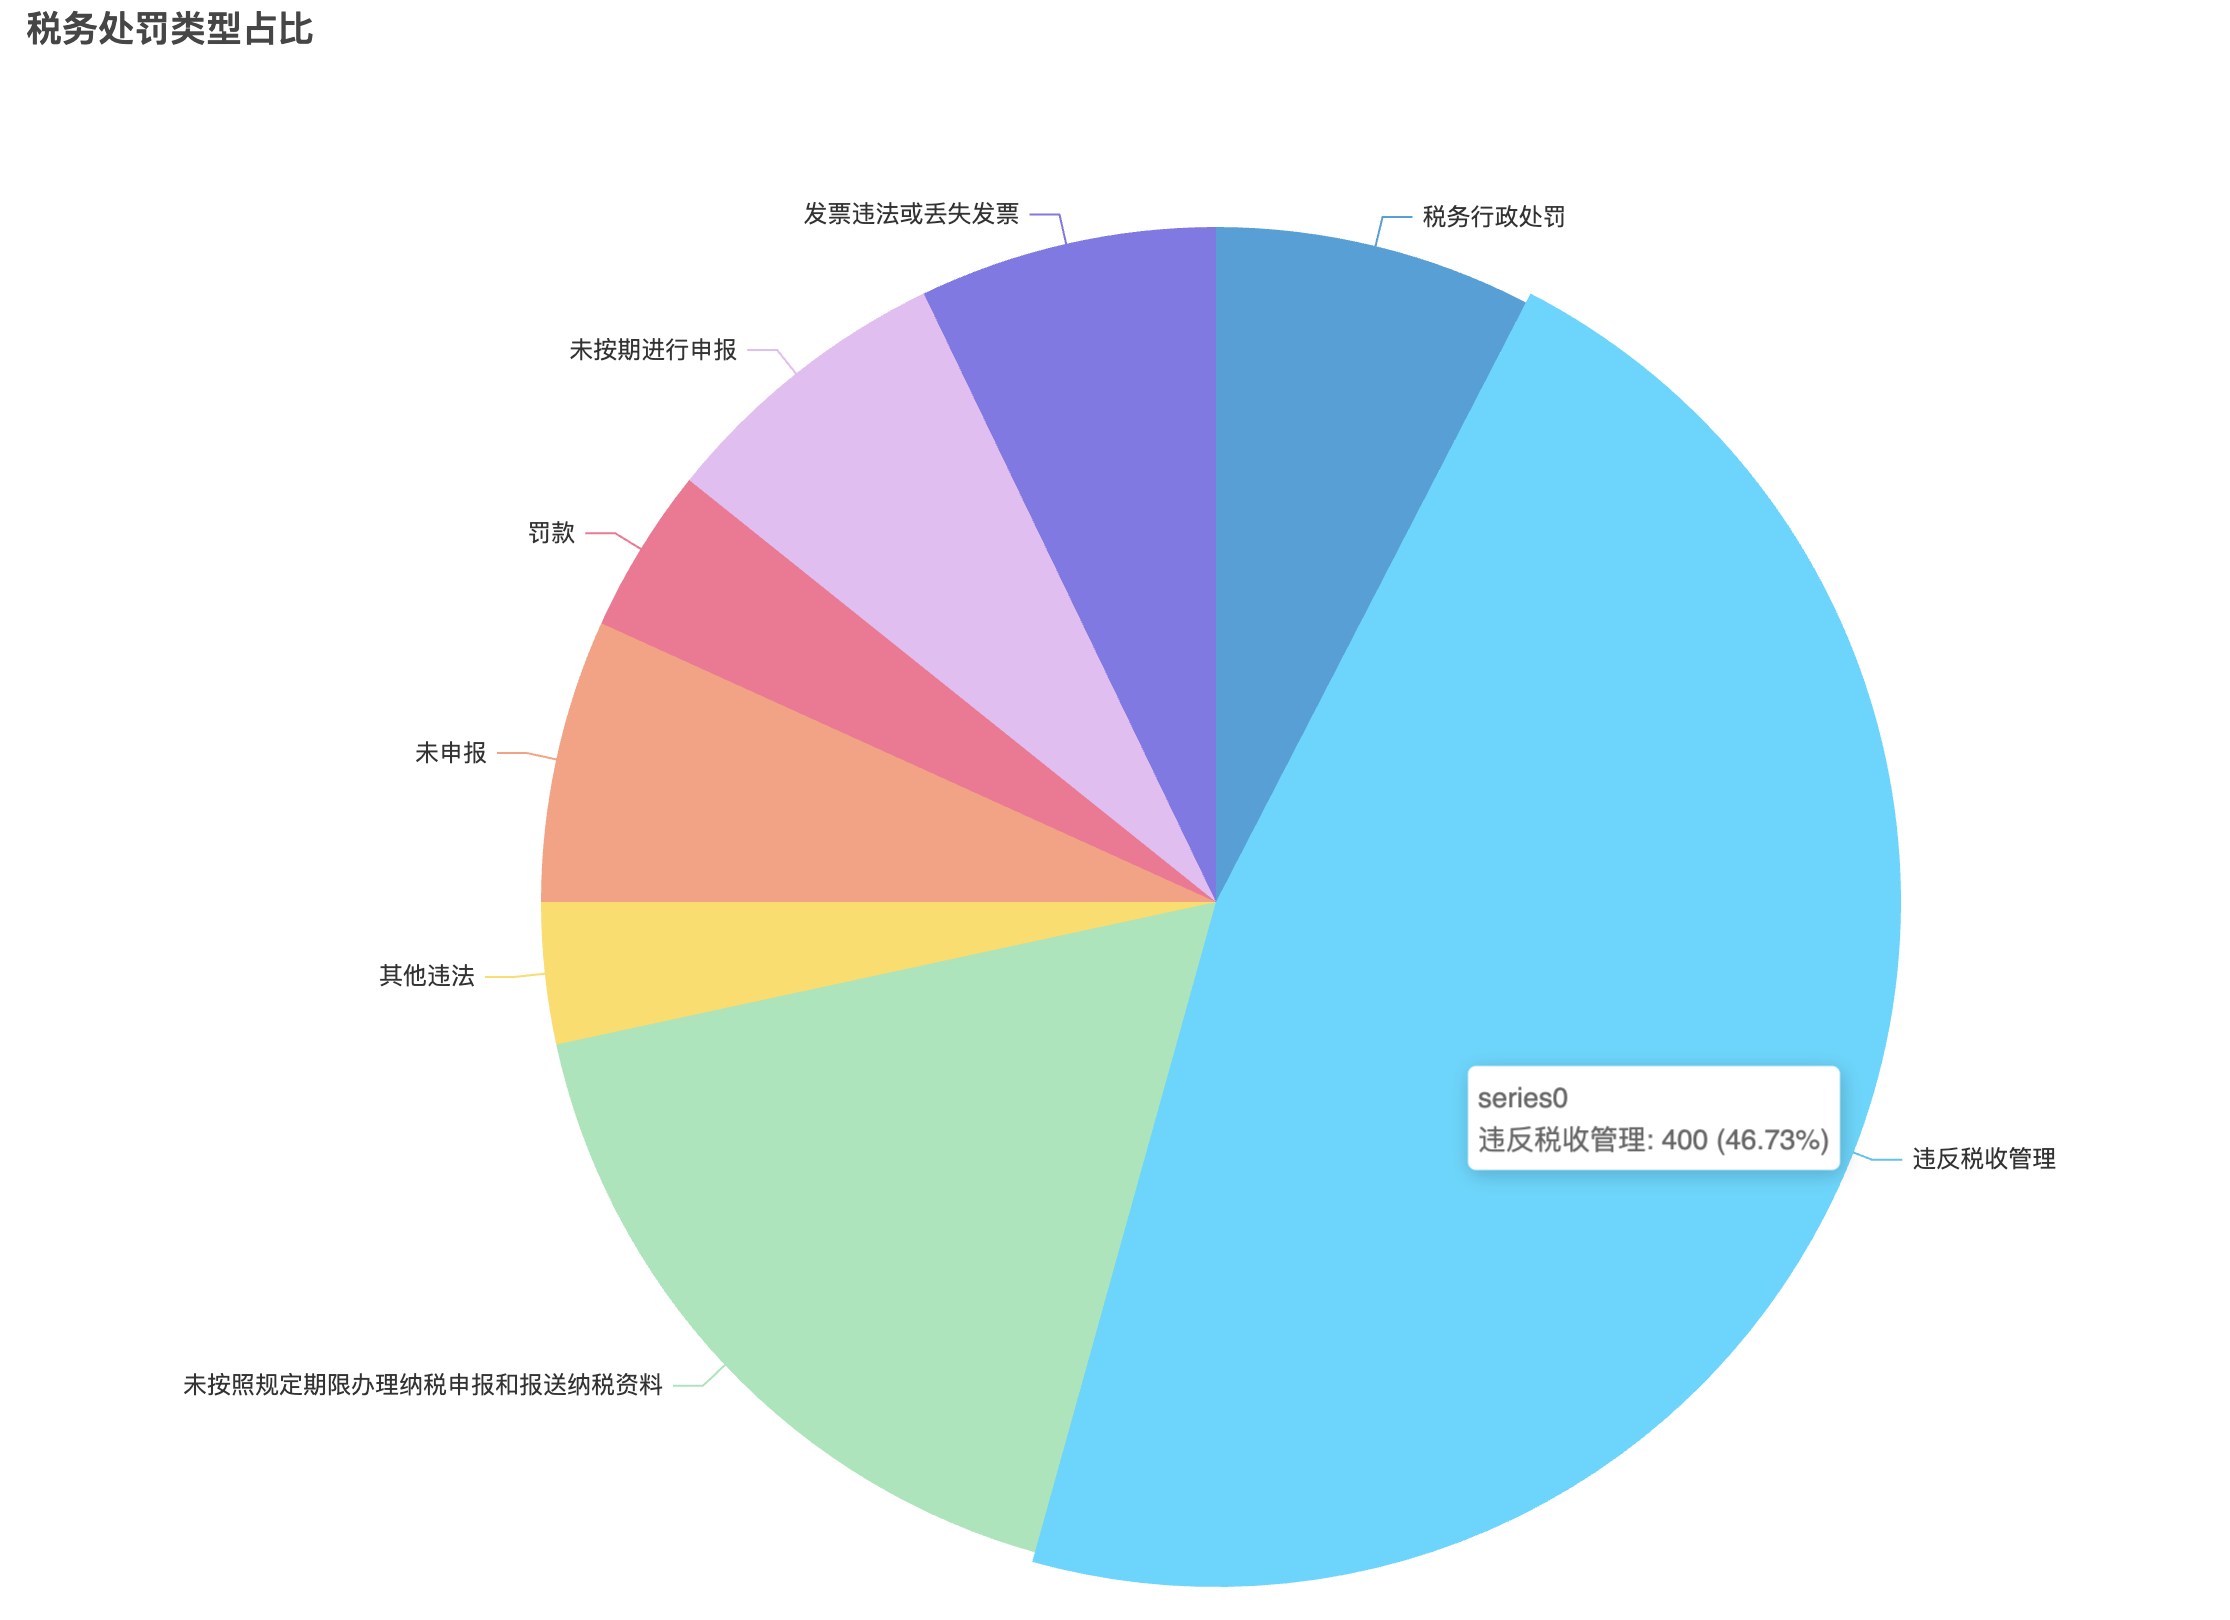 税务处罚类型占比
发票违法或丢失发票
税务行政处罚
未按期进行申报
罚款
未申报
其他违法
series0
违反税收管理: 400 (46.73%)
违反税收管理
未按照规定期限办理纳税申报和报送纳税资料